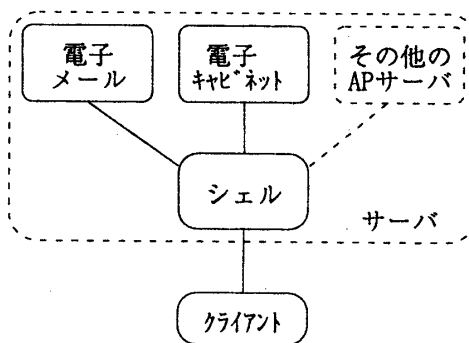 電子
メール
電子
ｷｬﾋﾞﾈｯﾄ
その他の
APサーバ
シェル
サーバ
ｸﾗｲｱﾝﾄ